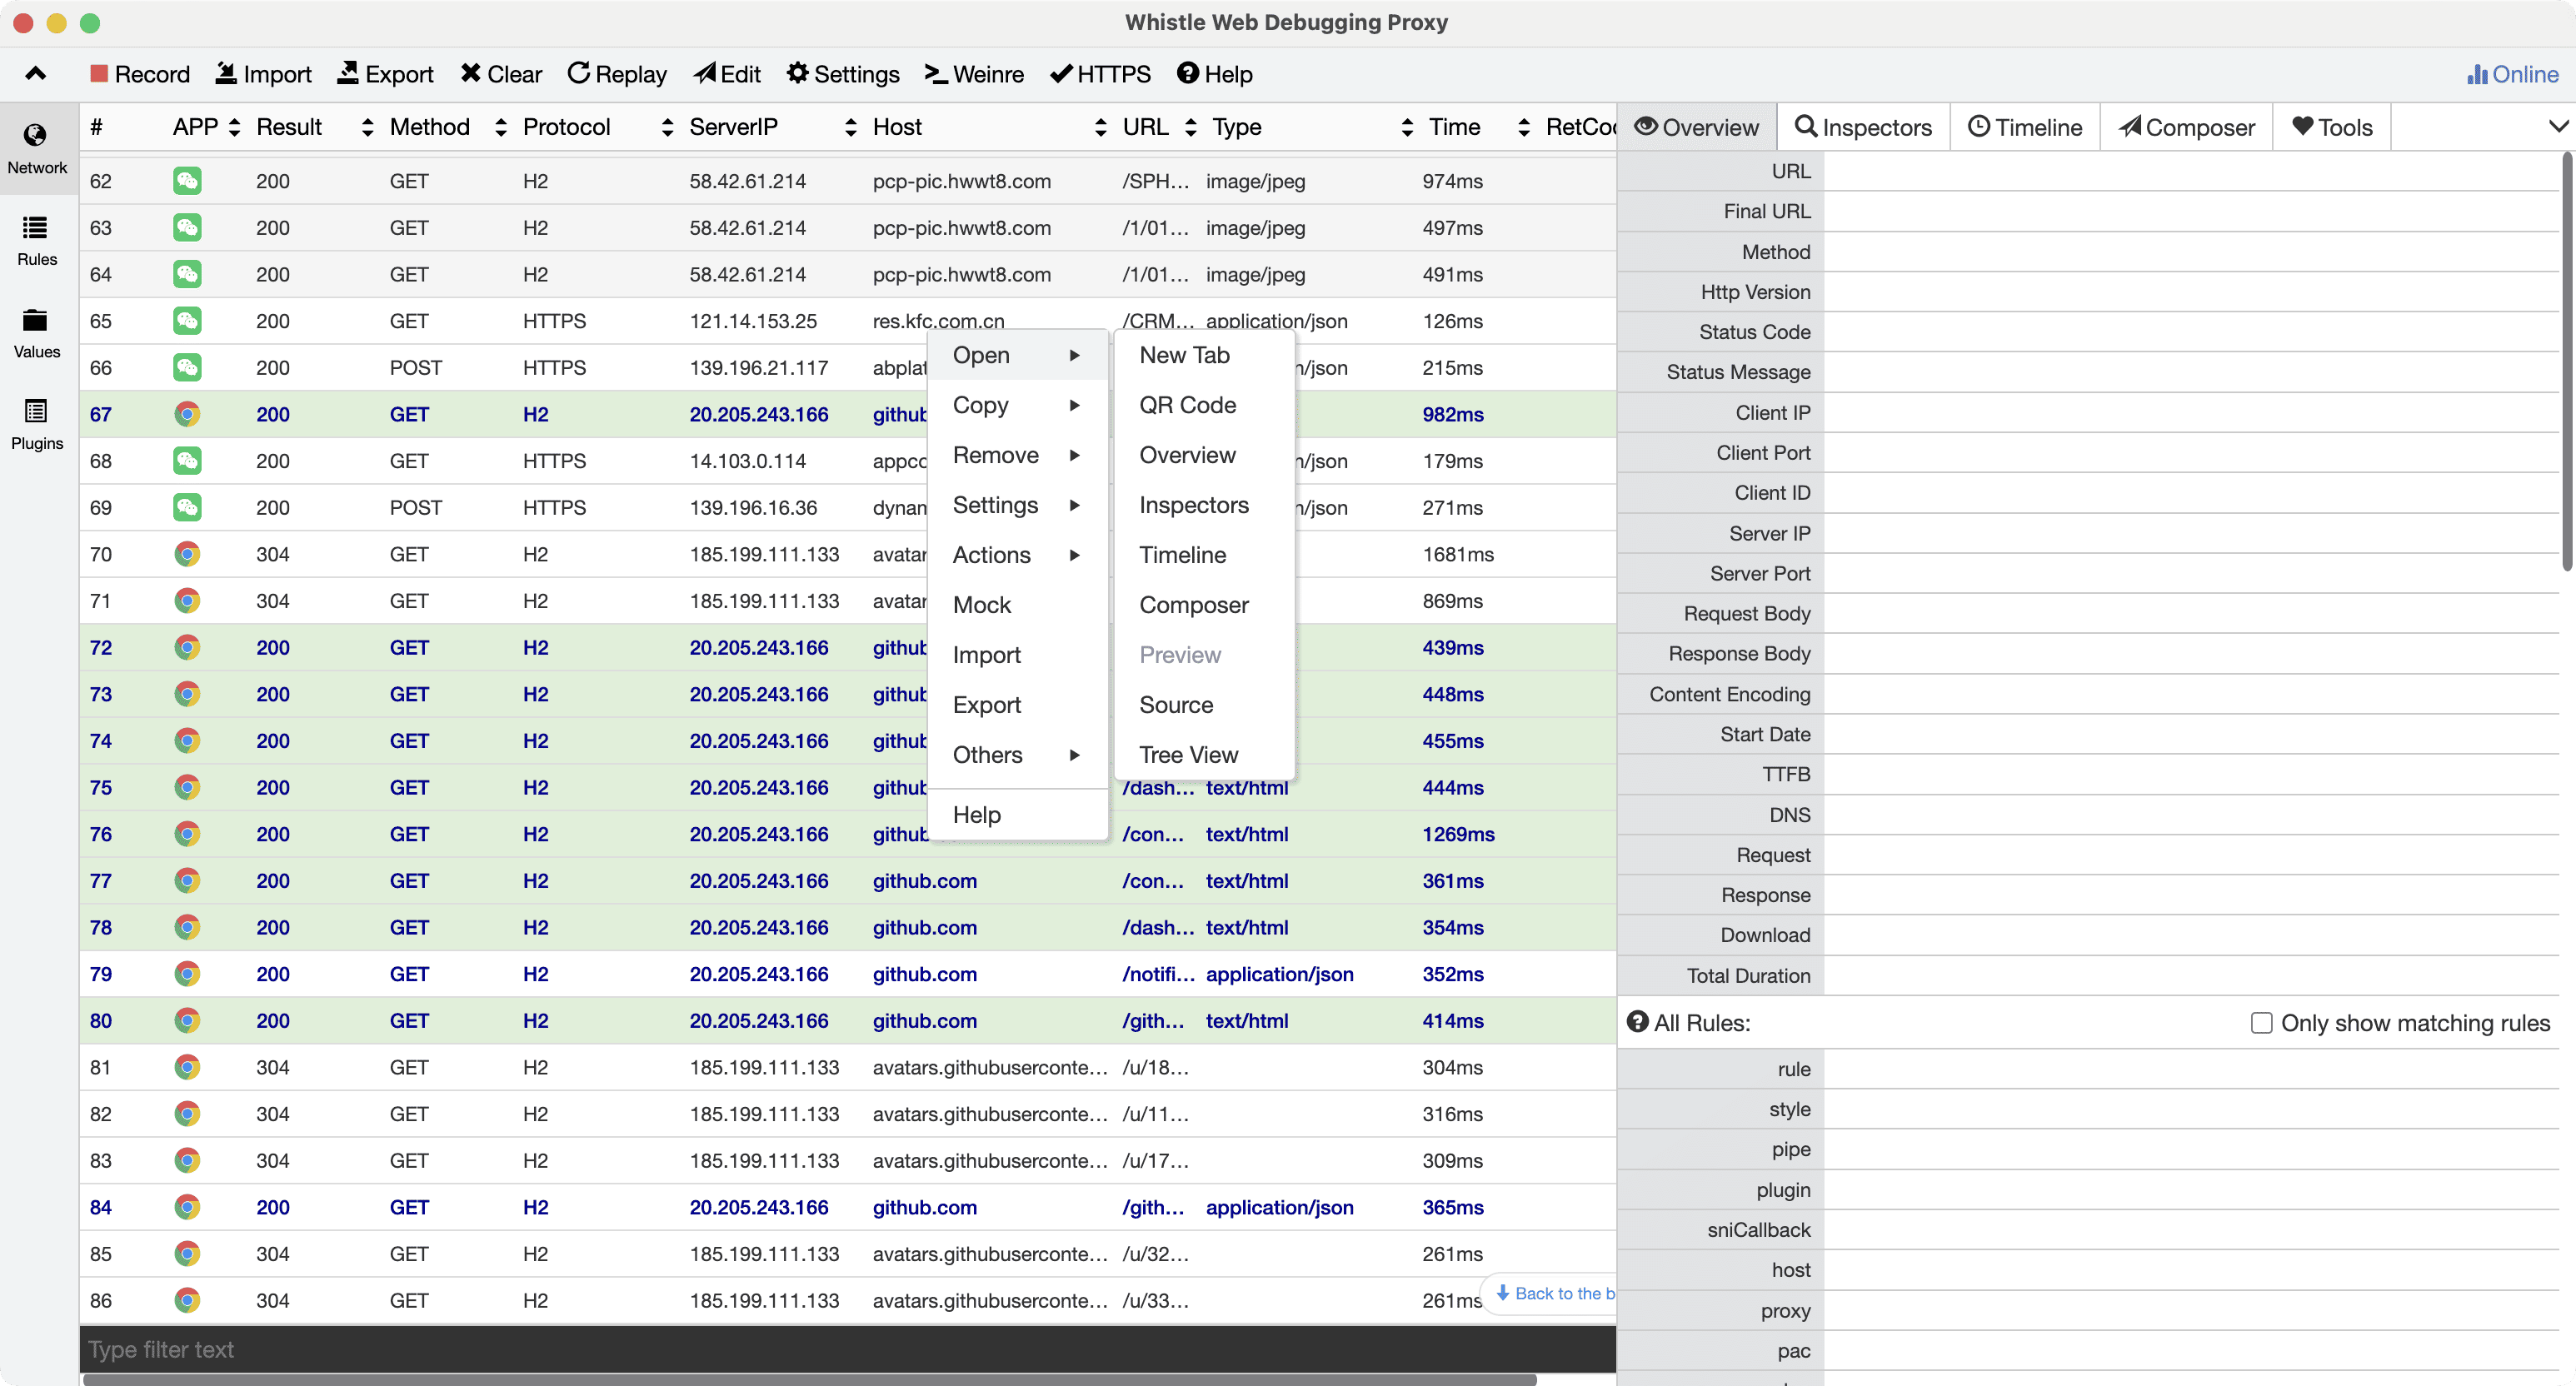 Whistle Web Debugging Proxy
Record Import Export Clear Replay Edit Settings Weinre HTTPS Help Online
Network
Rules
Values
Plugins
# APP Result Method Protocol ServerIP Host URL Type Time RetCo
62 200 GET H2 58.42.61.214 pcp-pic.hwwt8.com /SPH… image/jpeg 974ms
63 200 GET H2 58.42.61.214 pcp-pic.hwwt8.com /1/01… image/jpeg 497ms
64 200 GET H2 58.42.61.214 pcp-pic.hwwt8.com /1/01… image/jpeg 491ms
65 200 GET HTTPS 121.14.153.25 res.kfc.com.cn /CRM… application/json 126ms
66 200 POST HTTPS 139.196.21.117 abplat n/json 215ms
67 200 GET H2 20.205.243.166 github 982ms
68 200 GET HTTPS 14.103.0.114 appco n/json 179ms
69 200 POST HTTPS 139.196.16.36 dynan n/json 271ms
70 304 GET H2 185.199.111.133 avatar 1681ms
71 304 GET H2 185.199.111.133 avatar 869ms
72 200 GET H2 20.205.243.166 github 439ms
73 200 GET H2 20.205.243.166 github 448ms
74 200 GET H2 20.205.243.166 github 455ms
75 200 GET H2 20.205.243.166 github /dash… text/html 444ms
76 200 GET H2 20.205.243.166 github /con… text/html 1269ms
77 200 GET H2 20.205.243.166 github.com /con… text/html 361ms
78 200 GET H2 20.205.243.166 github.com /dash… text/html 354ms
79 200 GET H2 20.205.243.166 github.com /notifi… application/json 352ms
80 200 GET H2 20.205.243.166 github.com /gith… text/html 414ms
81 304 GET H2 185.199.111.133 avatars.githubuserconte… /u/18… 304ms
82 304 GET H2 185.199.111.133 avatars.githubuserconte… /u/11… 316ms
83 304 GET H2 185.199.111.133 avatars.githubuserconte… /u/17… 309ms
84 200 GET H2 20.205.243.166 github.com /gith… application/json 365ms
85 304 GET H2 185.199.111.133 avatars.githubuserconte… /u/32… 261ms
86 304 GET H2 185.199.111.133 avatars.githubuserconte… /u/33… 261ms
Back to the b
Type filter text
Open
Copy
Remove
Settings
Actions
Mock
Import
Export
Others
Help
New Tab
QR Code
Overview
Inspectors
Timeline
Composer
Preview
Source
Tree View
Overview Inspectors Timeline Composer Tools
URL
Final URL
Method
Http Version
Status Code
Status Message
Client IP
Client Port
Client ID
Server IP
Server Port
Request Body
Response Body
Content Encoding
Start Date
TTFB
DNS
Request
Response
Download
Total Duration
All Rules: Only show matching rules
rule
style
pipe
plugin
sniCallback
host
proxy
pac